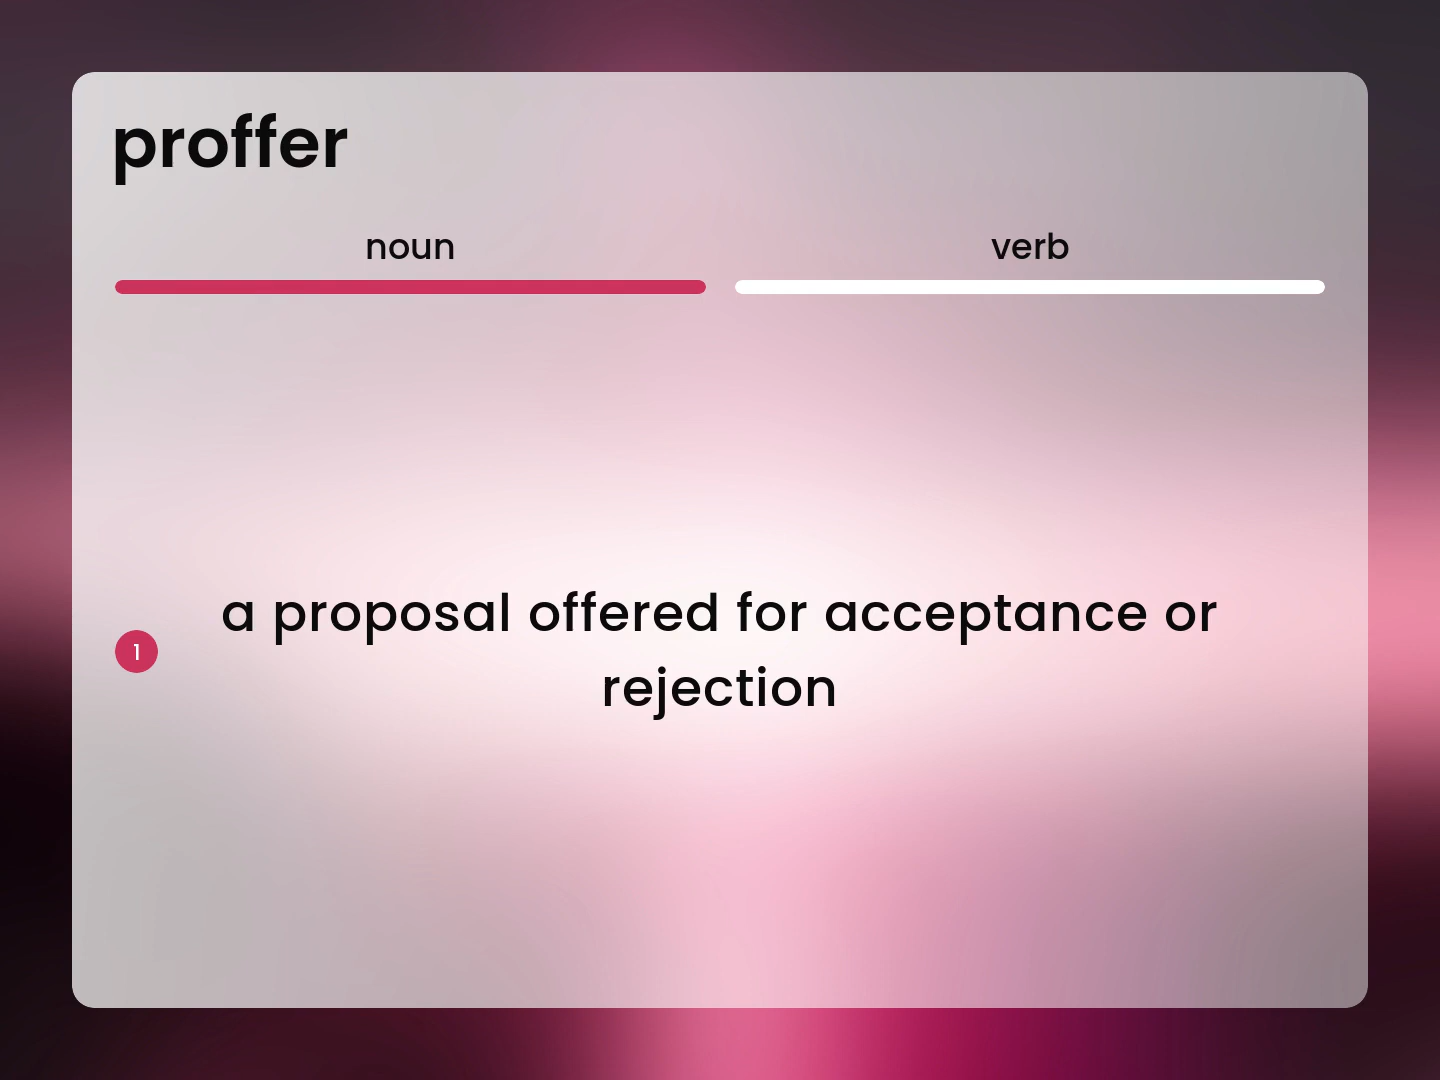 proffer
noun
verb
1
a proposal offered for acceptance or
rejection